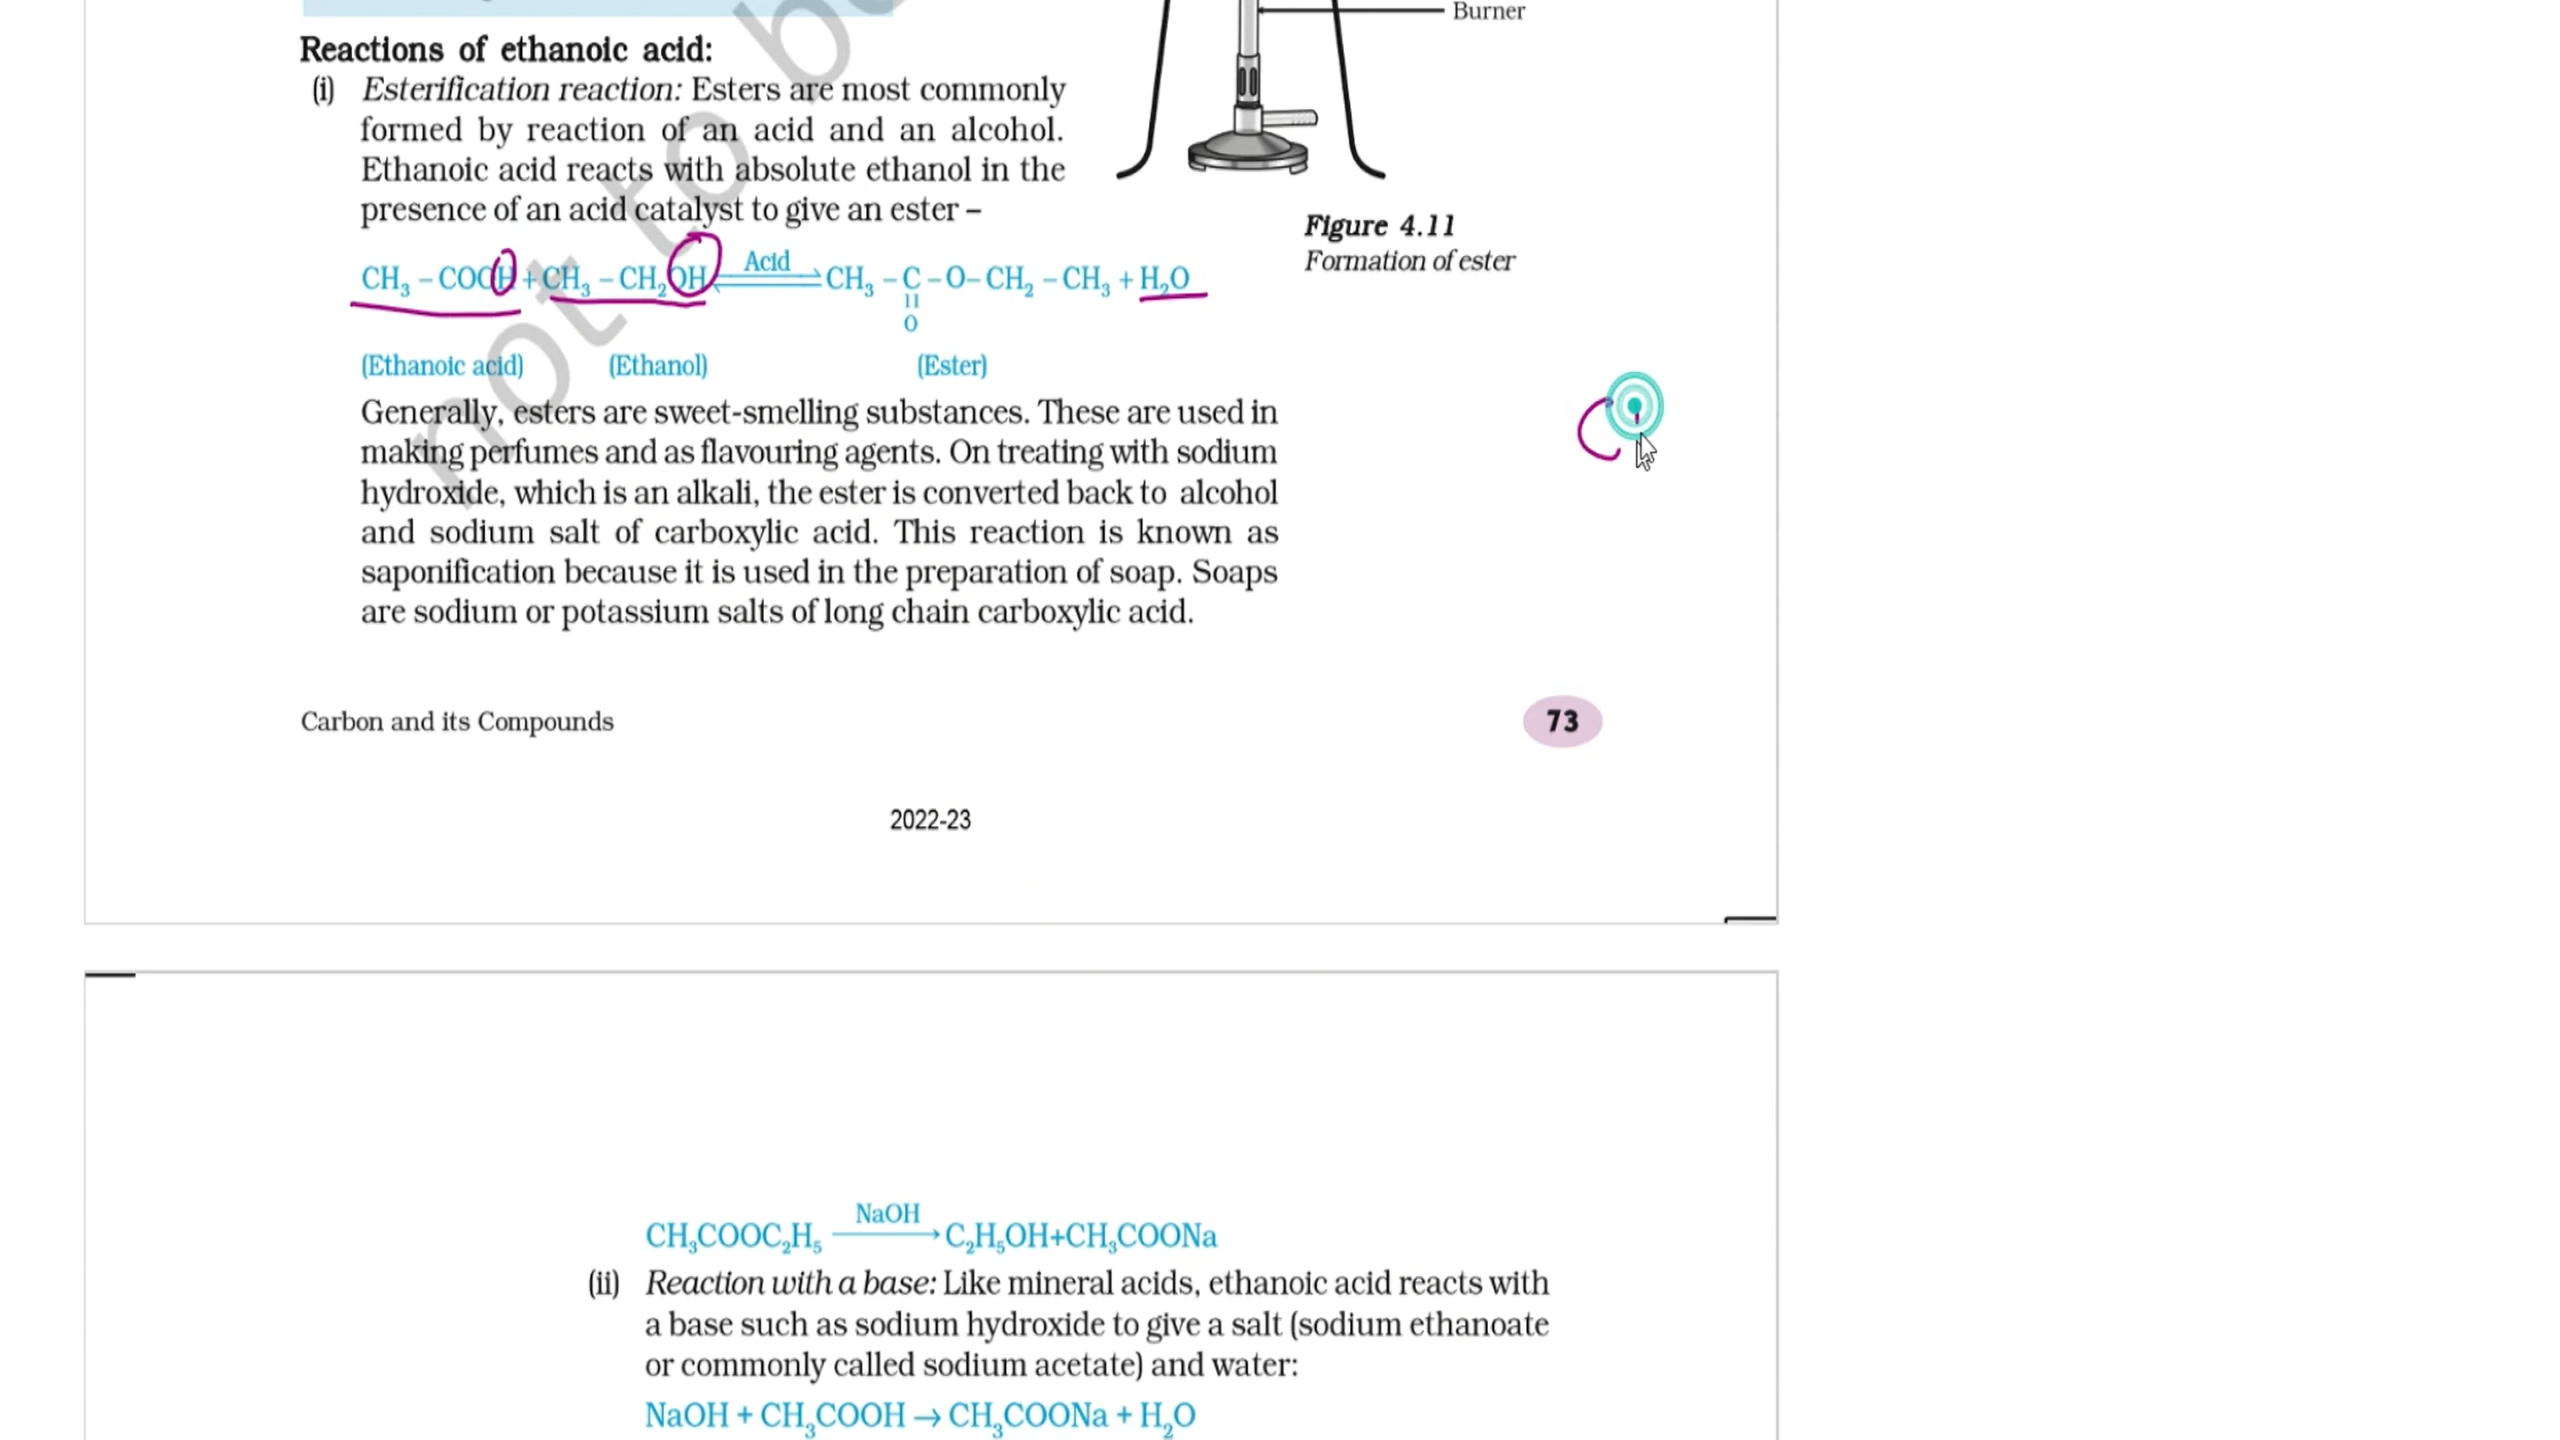 Burner
Reactions of ethanoic acid:
(i) Esterification reaction: Esters are most commonly
formed by reaction of an acid and an alcohol.
Ethanoic acid reacts with absolute ethanol in the
presence of an acid catalyst to give an ester –
Figure 4.11
Formation of ester
CH₃ – COOH + CH₃ – CH₂OH ⇌ CH₃ – C – O – CH₂ – CH₃ + H₂O
Acid
||
O
(Ethanoic acid) (Ethanol) (Ester)
Generally, esters are sweet-smelling substances. These are used in
making perfumes and as flavouring agents. On treating with sodium
hydroxide, which is an alkali, the ester is converted back to alcohol
and sodium salt of carboxylic acid. This reaction is known as
saponification because it is used in the preparation of soap. Soaps
are sodium or potassium salts of long chain carboxylic acid.
not to b
C
Carbon and its Compounds
73
2022-23
NaOH
CH₃COOC₂H₅ → C₂H₅OH+CH₃COONa
(ii) Reaction with a base: Like mineral acids, ethanoic acid reacts with
a base such as sodium hydroxide to give a salt (sodium ethanoate
or commonly called sodium acetate) and water:
NaOH + CH₃COOH → CH₃COONa + H₂O